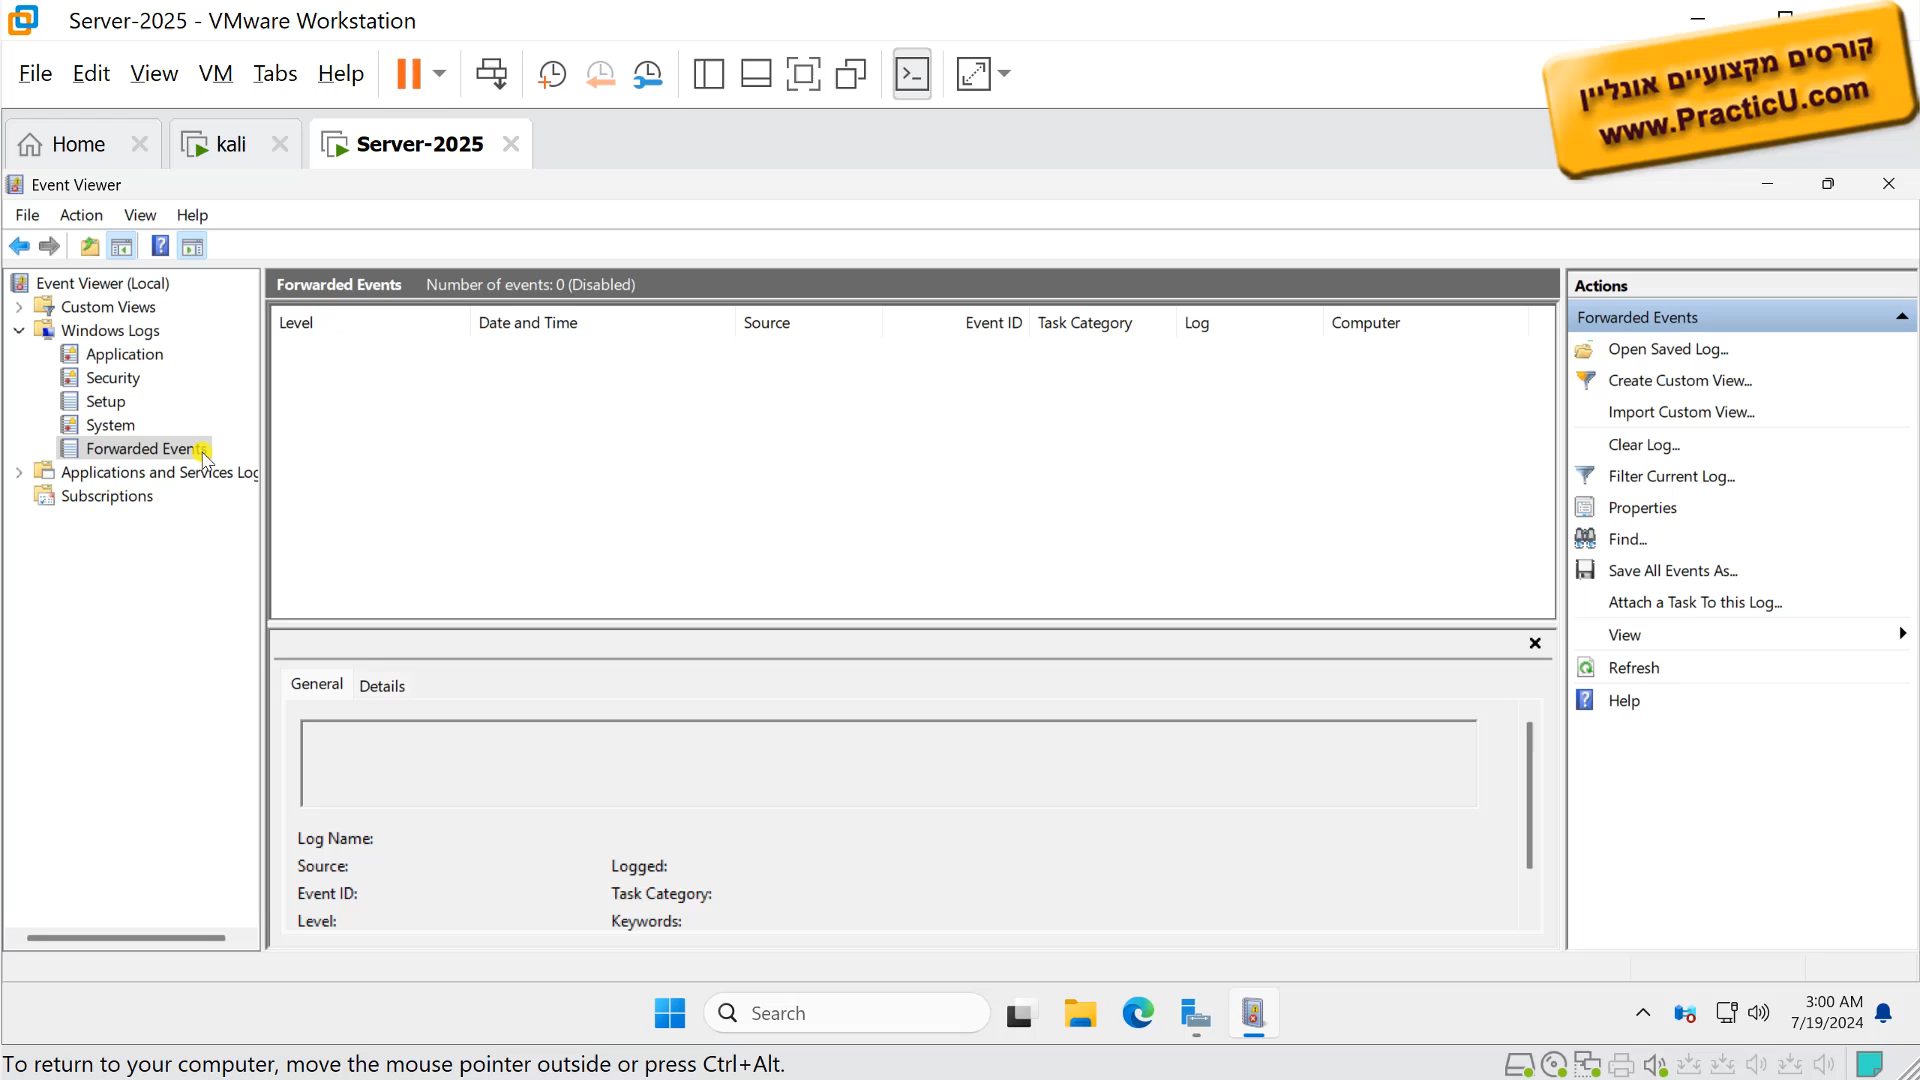 Server-2025 - VMware Workstation
File Edit View VM Tabs Help
קורסים מקצועיים אונליין
www.PracticU.com
Home
kali
Server-2025
Event Viewer
File Action View Help
Event Viewer (Local)
Custom Views
Windows Logs
Application
Security
Setup
System
Forwarded Events
Applications and Services Log
Subscriptions
Forwarded Events Number of events: 0 (Disabled)
Level Date and Time Source Event ID Task Category Log Computer
General Details
Log Name:
Source: Logged:
Event ID: Task Category:
Level: Keywords:
Actions
Forwarded Events
Open Saved Log...
Create Custom View...
Import Custom View...
Clear Log...
Filter Current Log...
Properties
Find...
Save All Events As...
Attach a Task To this Log...
View
Refresh
Help
Search
3:00 AM
7/19/2024
To return to your computer, move the mouse pointer outside or press Ctrl+Alt.